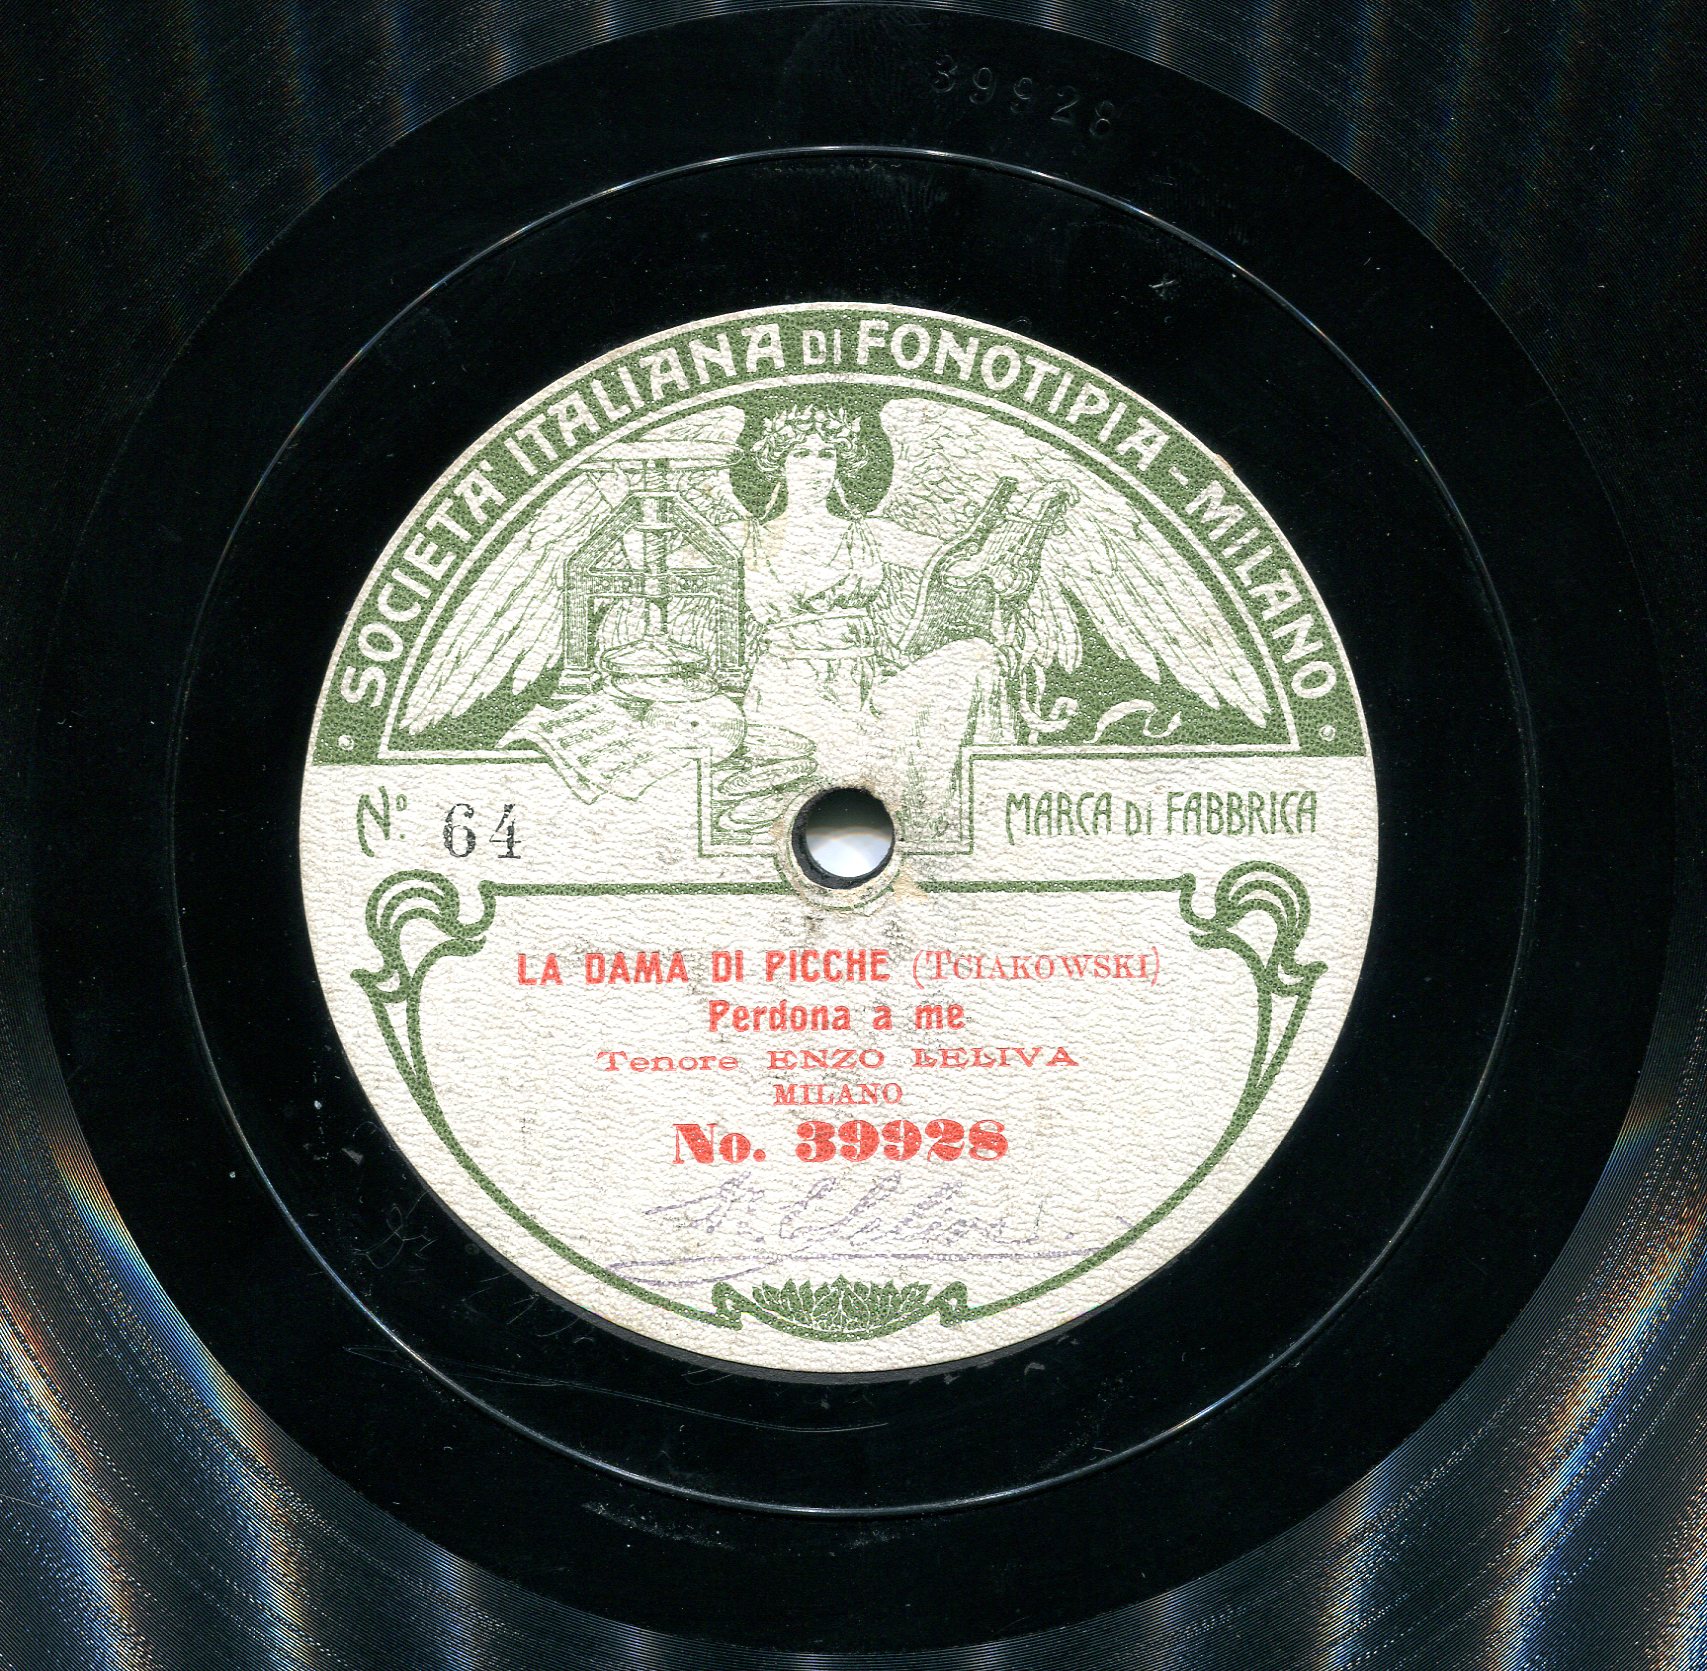 39928
SOCIETA' ITALIANA DI FONOTIPIA - MILANO
No. 64
MARCA DI FABBRICA
LA DAMA DI PICCHE (TCIAKOWSKI)
Perdona a me
Tenore ENZO LELIVA
MILANO
No. 39928